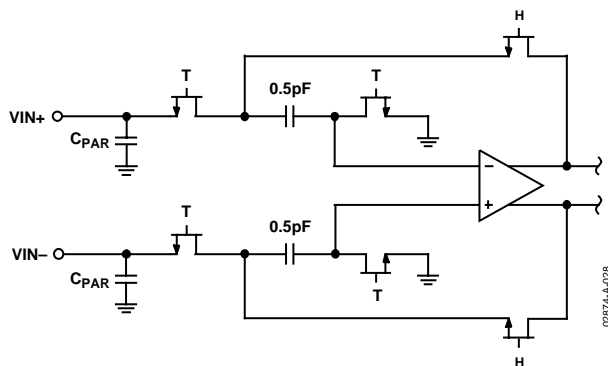 H
T
0.5pF
T
VIN+
CPAR
− 
+
T
0.5pF
VIN–
CPAR
T
H
02874-A-028